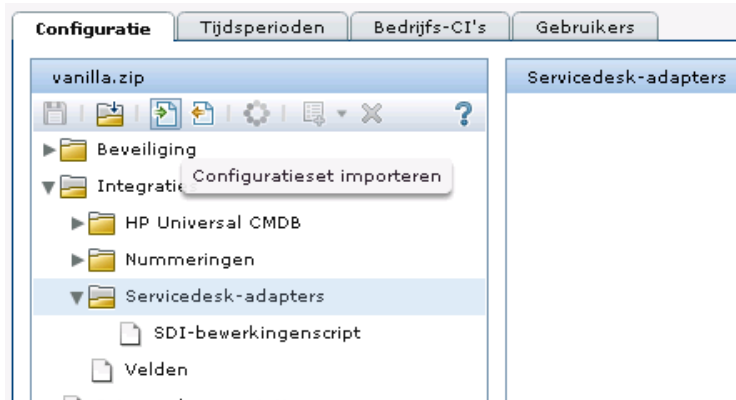 Configuratie Tijdsperioden Bedrijfs-CI's Gebruikers
vanilla.zip
Servicedesk-adapters
?
Beveiliging
Configuratieset importeren
HP Universal CMDB
Nummeringen
Servicedesk-adapters
SDI-bewerkingenscript
Velden